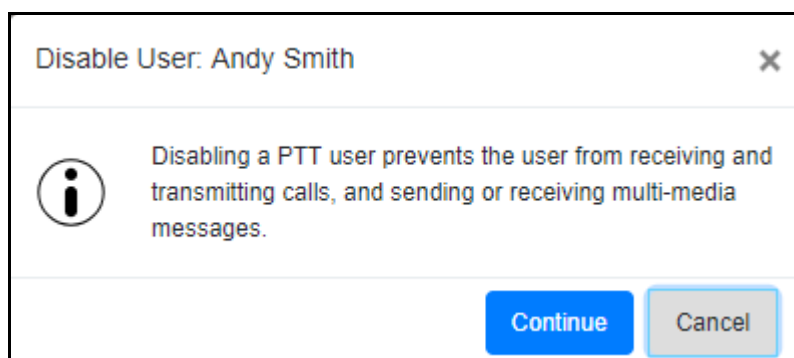 Disable User: Andy Smith
Disabling a PTT user prevents the user from receiving and
transmitting calls, and sending or receiving multi-media
messages.
Continue Cancel